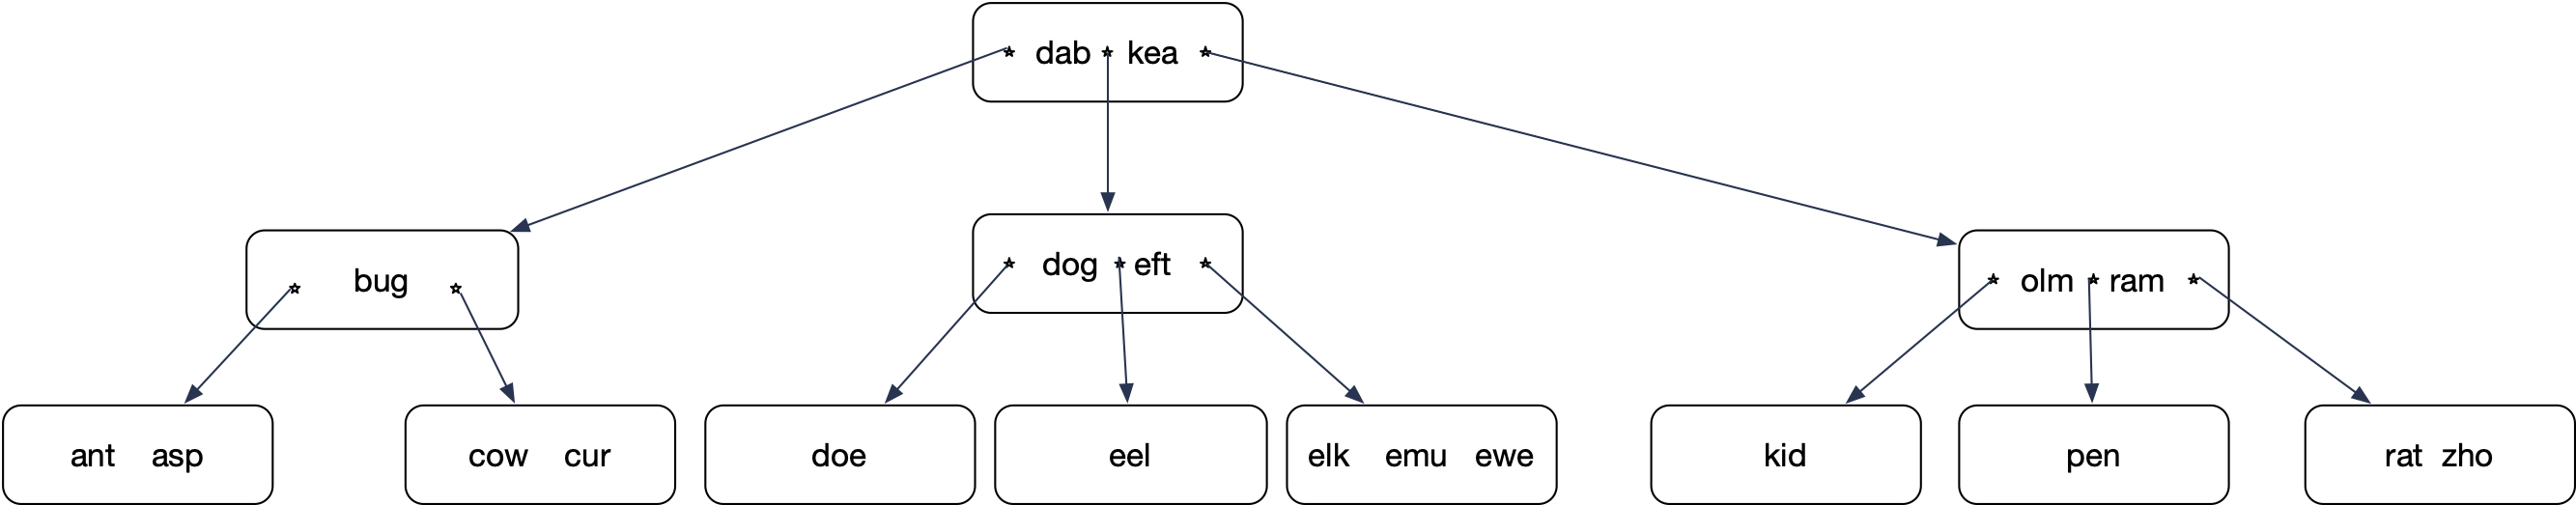 dab kea
bug
dog eft
olm ram
ant asp
cow cur
doe
eel
elk emu ewe
kid
pen
rat zho